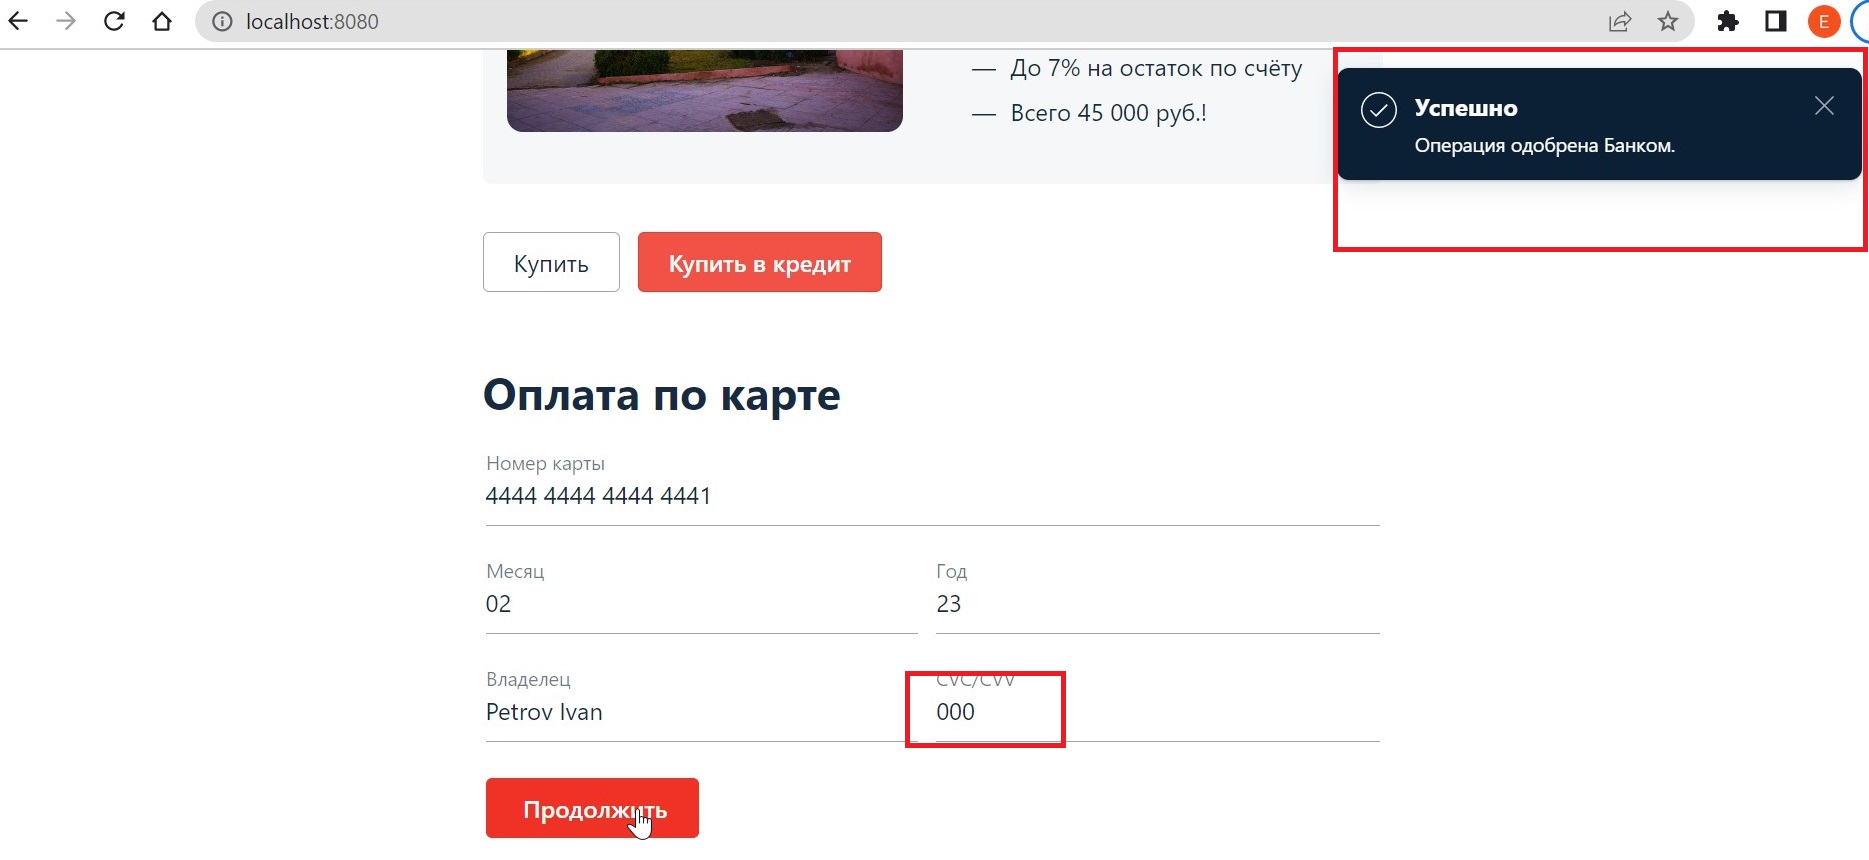 localhost:8080
E
— До 7% на остаток по счёту
— Всего 45 000 руб.!
Успешно
Операция одобрена Банком.
Купить
Купить в кредит
Оплата по карте
Номер карты
4444 4444 4444 4441
Месяц
Год
02
23
Владелец
CVC/CVV
Petrov Ivan
000
Продолжить